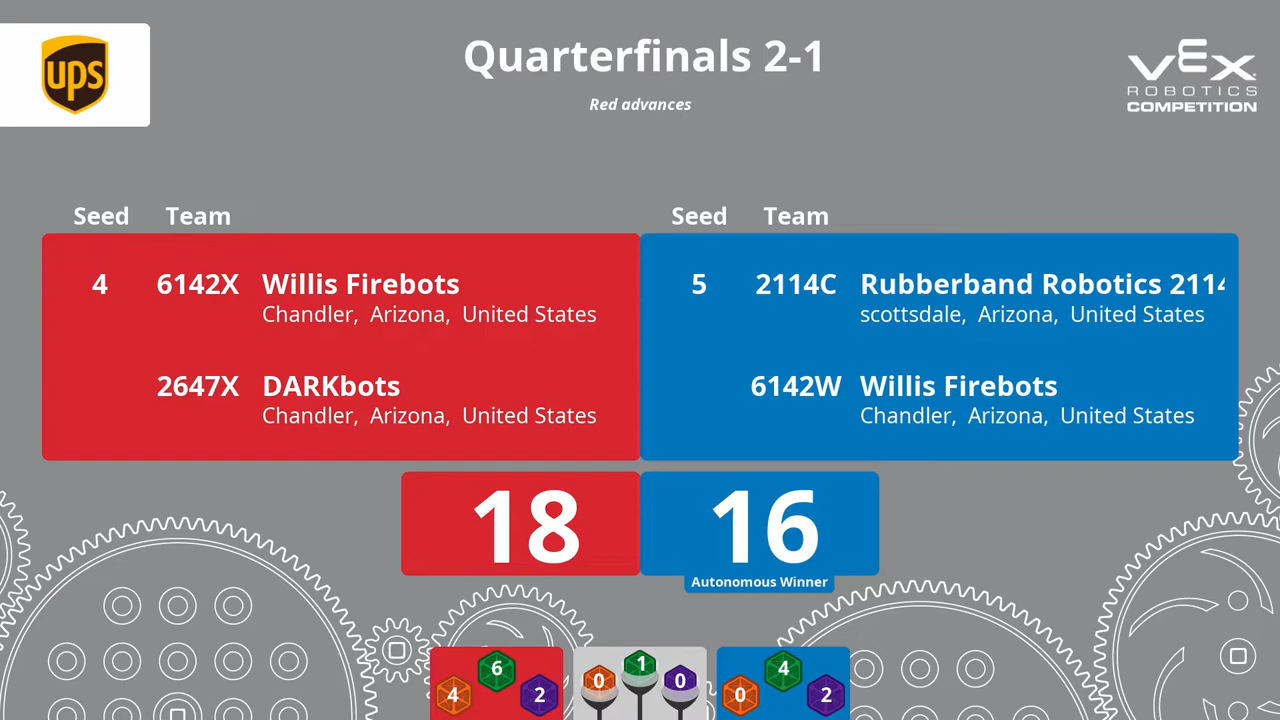 ups
Quarterfinals 2-1
Red advances
VEX
ROBOTICS
COMPETITION
Seed Team
Seed Team
4 6142X Willis Firebots
Chandler, Arizona, United States
2647X DARKbots
Chandler, Arizona, United States
5 2114C Rubberband Robotics 2114
scottsdale, Arizona, United States
6142W Willis Firebots
Chandler, Arizona, United States
18
16
Autonomous Winner
4 6 2
0 1 0
0 4 2